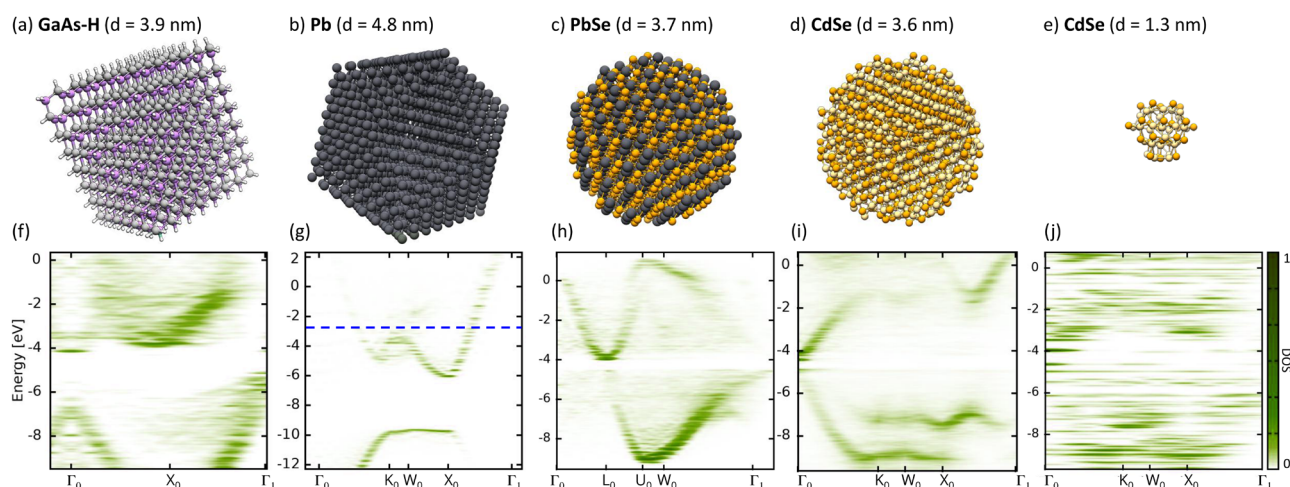 (a) GaAs-H (d = 3.9 nm)
b) Pb (d = 4.8 nm)
c) PbSe (d = 3.7 nm)
d) CdSe (d = 3.6 nm)
e) CdSe (d = 1.3 nm)
(f)
(g)
(h)
(i)
(j)
Energy [eV]
0
-2
-4
-6
-8
Γ₀ X₀ Γ₁
2
0
-2
-4
-6
-8
-10
-12
Γ₀ K₀ W₀ X₀ Γ₁
0
-2
-4
-6
-8
Γ₀ L₀ U₀ W₀ Γ₁
0
-2
-4
-6
-8
Γ₀ K₀ W₀ X₀ Γ₁
0
-2
-4
-6
-8
Γ₀ K₀ W₀ X₀ Γ₁
1
DOS
0